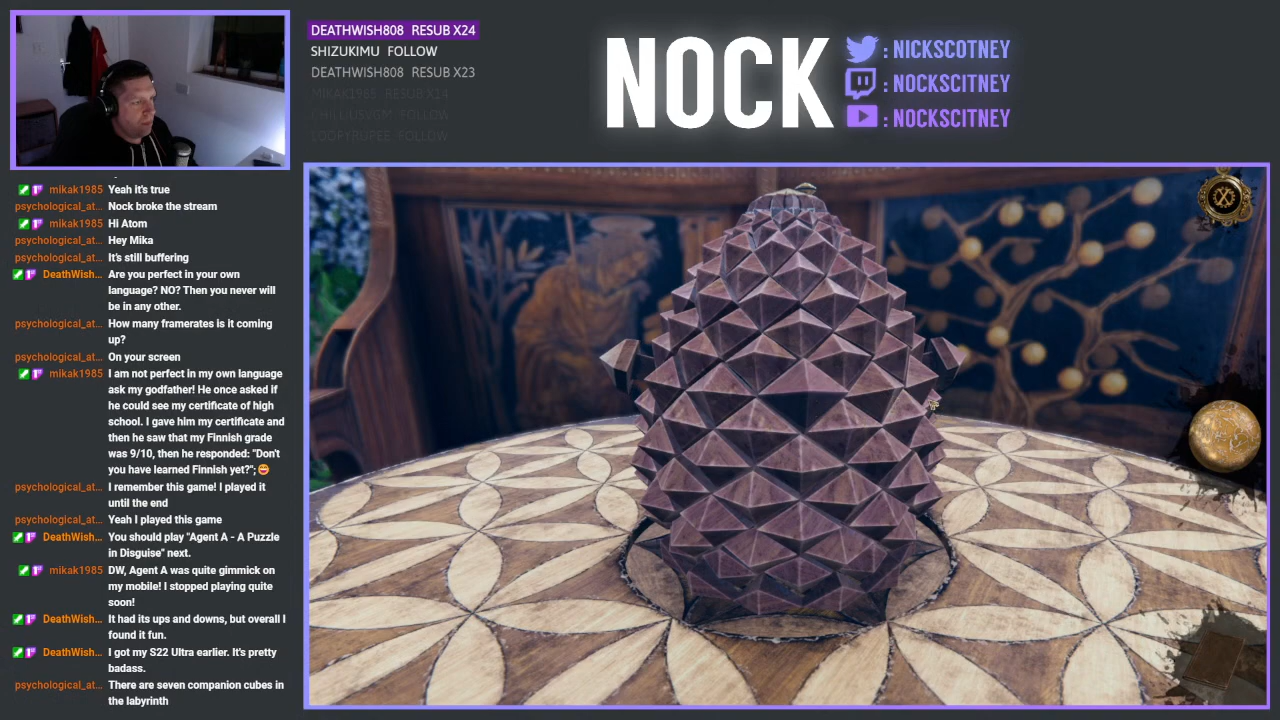 DEATHWISH808 RESUB X24
SHIZUKIMU FOLLOW
DEATHWISH808 RESUB X23
MIKAK1985 RESUB X14
FOLLOW
LOOPYRUPEE FOLLOW
NOCK
: NICKSCOTNEY
: NOCKSCITNEY
: NOCKSCITNEY
mikak1985 Yeah it's true
psychological_at... Nock broke the stream
mikak1985 Hi Atom
psychological_at... Hey Mika
psychological_at... It's still buffering
DeathWish... Are you perfect in your own
language? NO? Then you never will
be in any other.
psychological_at... How many framerates is it coming
up?
psychological_at... On your screen
mikak1985 I am not perfect in my own language
ask my godfather! He once asked if
he could see my certificate of high
school. I gave him my certificate and
then he saw that my Finnish grade
was 9/10, then he responded: "Don't
you have learned Finnish yet?";😄
psychological_at... I remember this game! I played it
until the end
psychological_at... Yeah I played this game
DeathWish... You should play "Agent A - A Puzzle
in Disguise" next.
mikak1985 DW, Agent A was quite gimmick on
my mobile! I stopped playing quite
soon!
DeathWish... It had its ups and downs, but overall I
found it fun.
DeathWish... I got my S22 Ultra earlier. It's pretty
badass.
psychological_at... There are seven companion cubes in
the labyrinth